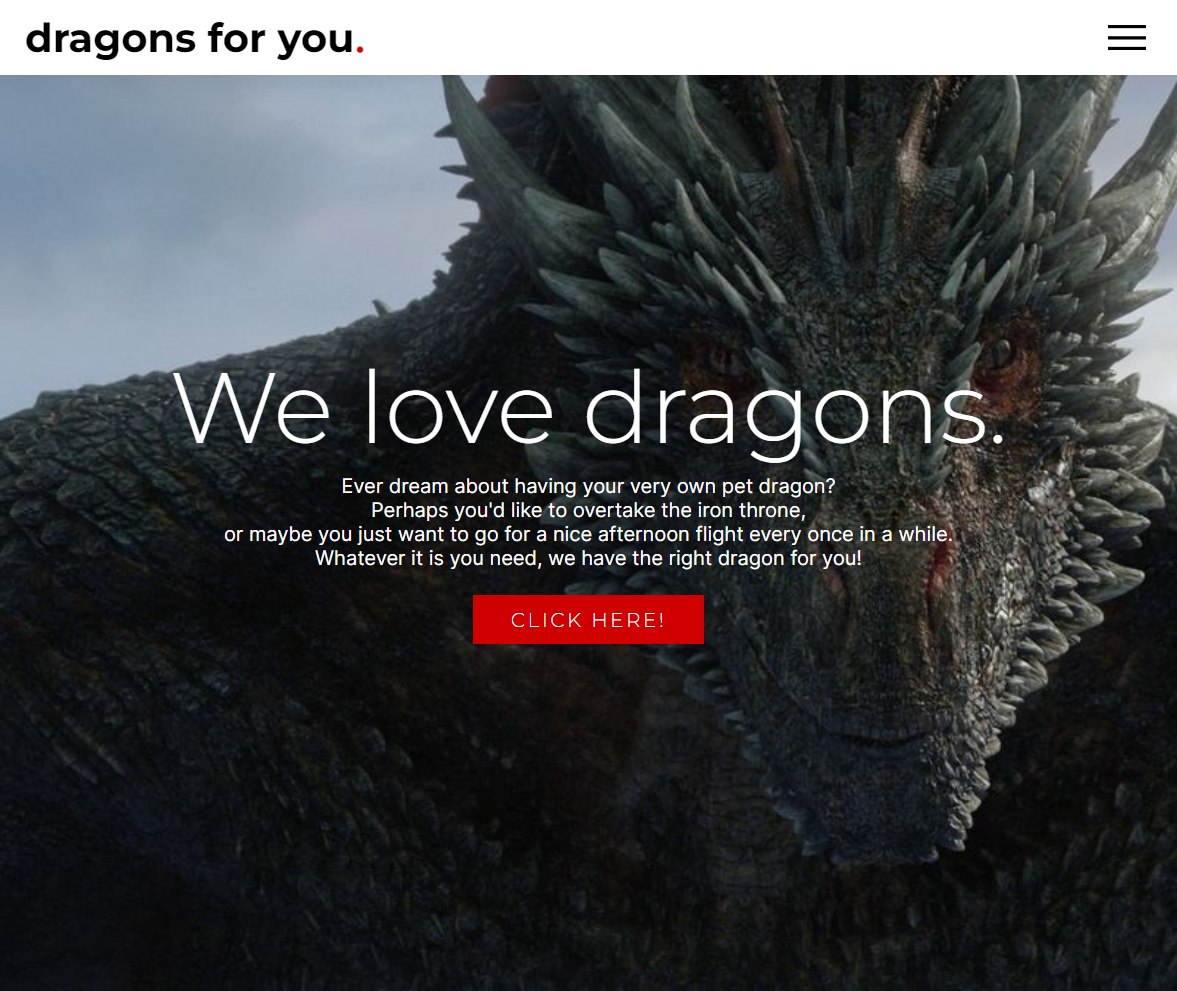 dragons for you.
We love dragons.
Ever dream about having your very own pet dragon?
Perhaps you'd like to overtake the iron throne,
or maybe you just want to go for a nice afternoon flight every once in a while.
Whatever it is you need, we have the right dragon for you!
CLICK HERE!